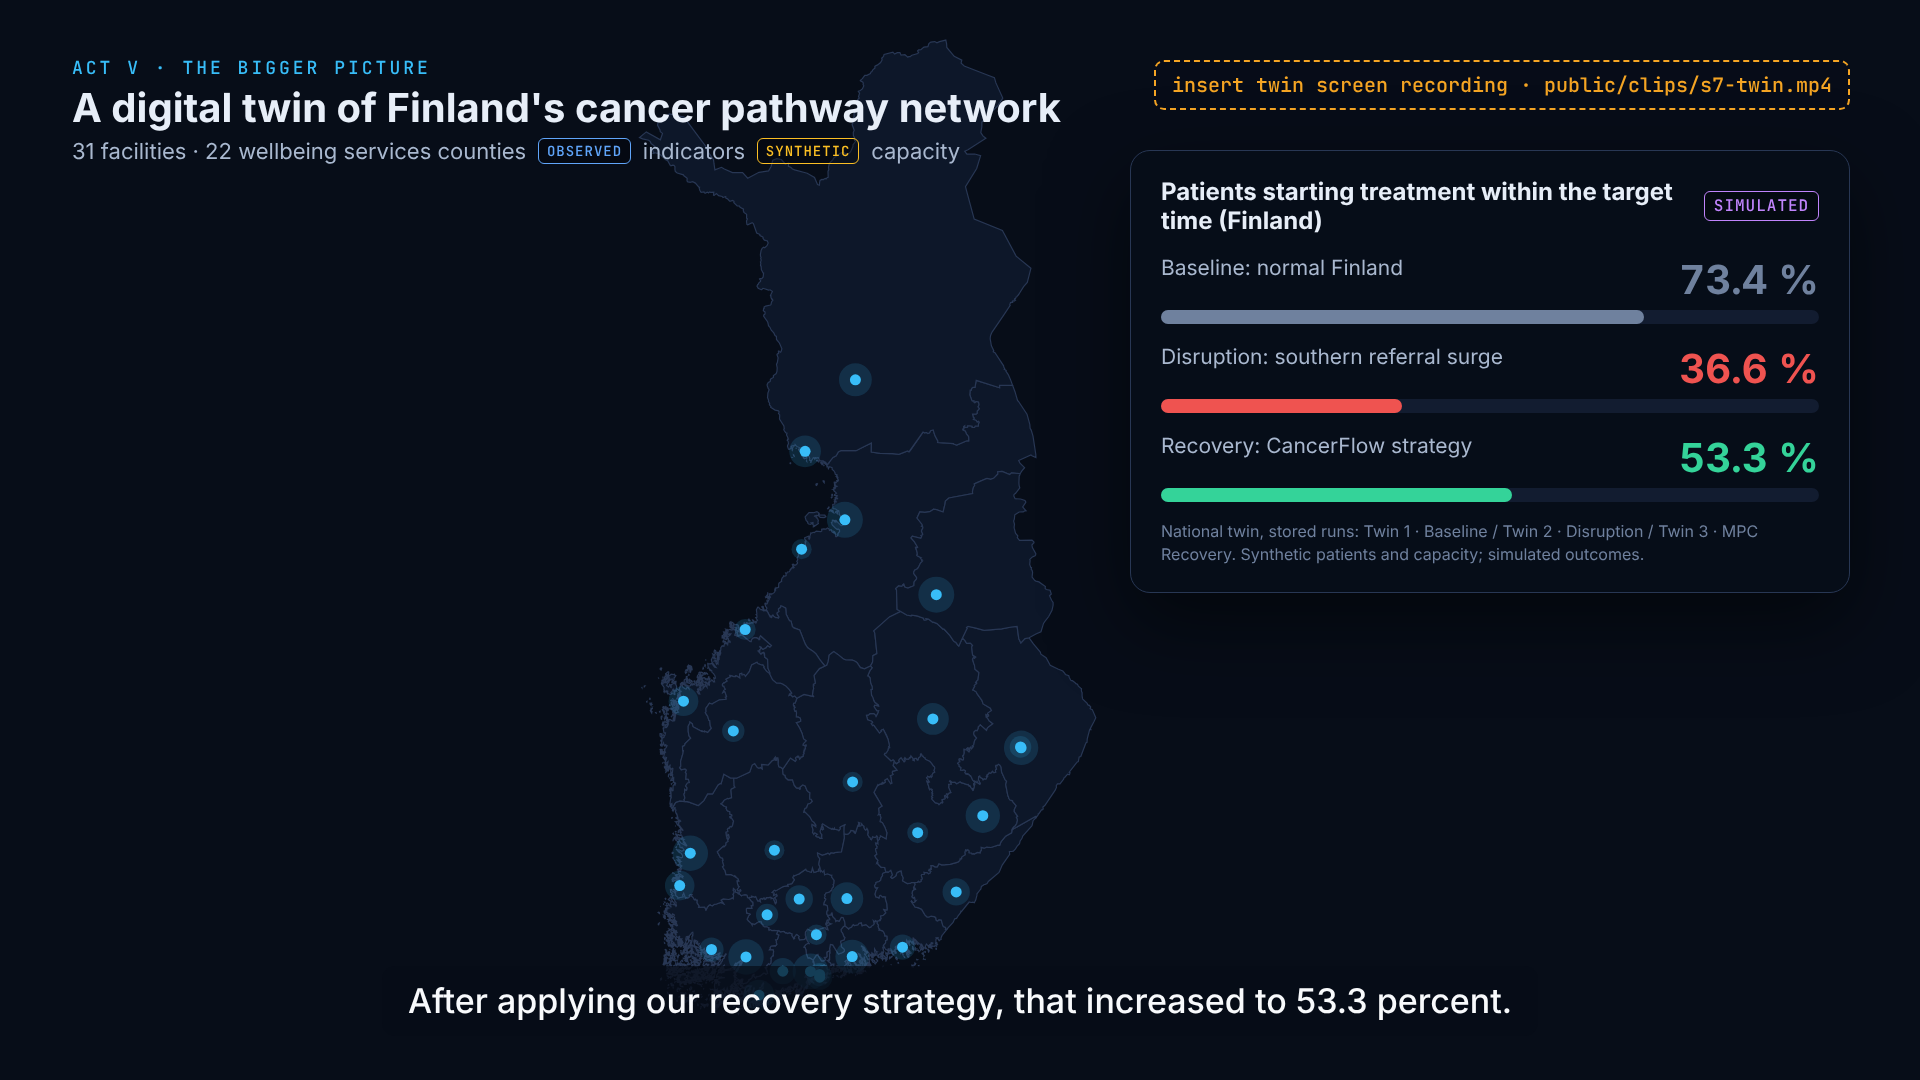 ACT V · THE BIGGER PICTURE
A digital twin of Finland's cancer pathway network
31 facilities · 22 wellbeing services counties OBSERVED indicators SYNTHETIC capacity
insert twin screen recording · public/clips/s7-twin.mp4
Patients starting treatment within the target
time (Finland)
SIMULATED
Baseline: normal Finland
73.4 %
Disruption: southern referral surge
36.6 %
Recovery: CancerFlow strategy
53.3 %
National twin, stored runs: Twin 1 · Baseline / Twin 2 · Disruption / Twin 3 · MPC
Recovery. Synthetic patients and capacity; simulated outcomes.
After applying our recovery strategy, that increased to 53.3 percent.